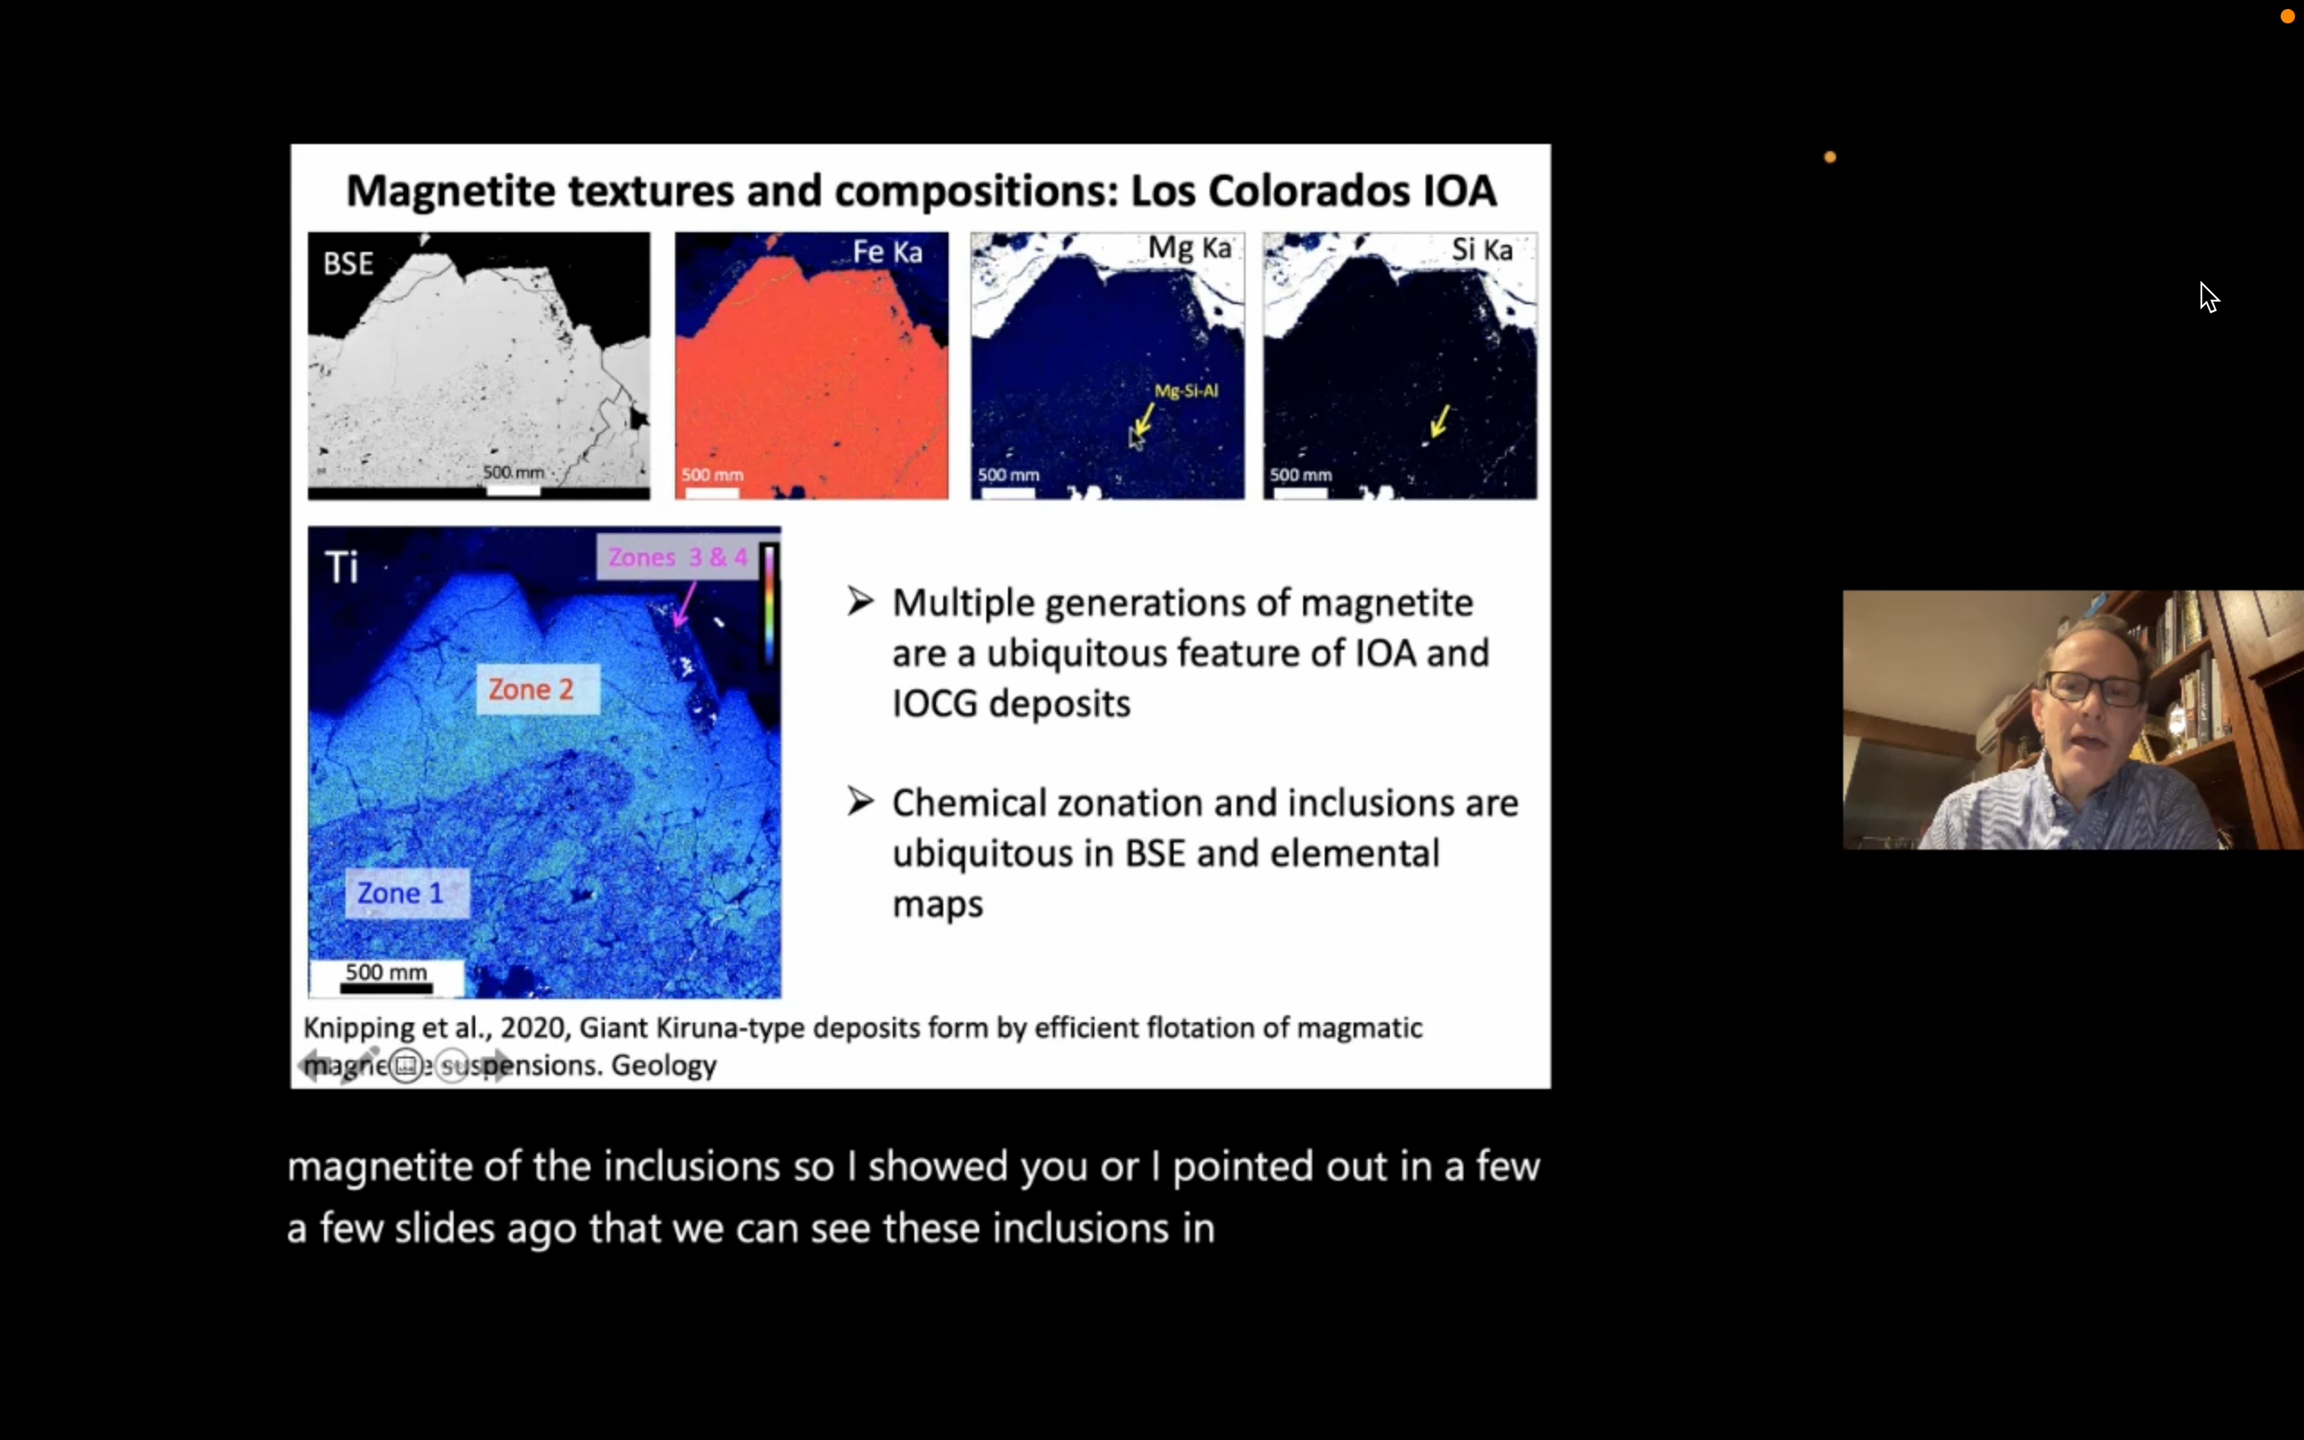 Magnetite textures and compositions: Los Colorados IOA
BSE
500 mm
Fe Ka
500 mm
Mg Ka
Mg-Si-Al
500 mm
Si Ka
500 mm
Ti
Zones 3 & 4
Zone 2
Zone 1
500 mm
➢ Multiple generations of magnetite
are a ubiquitous feature of IOA and
IOCG deposits
➢ Chemical zonation and inclusions are
ubiquitous in BSE and elemental
maps
Knipping et al., 2020, Giant Kiruna-type deposits form by efficient flotation of magmatic
magnetite suspensions. Geology
magnetite of the inclusions so I showed you or I pointed out in a few
a few slides ago that we can see these inclusions in